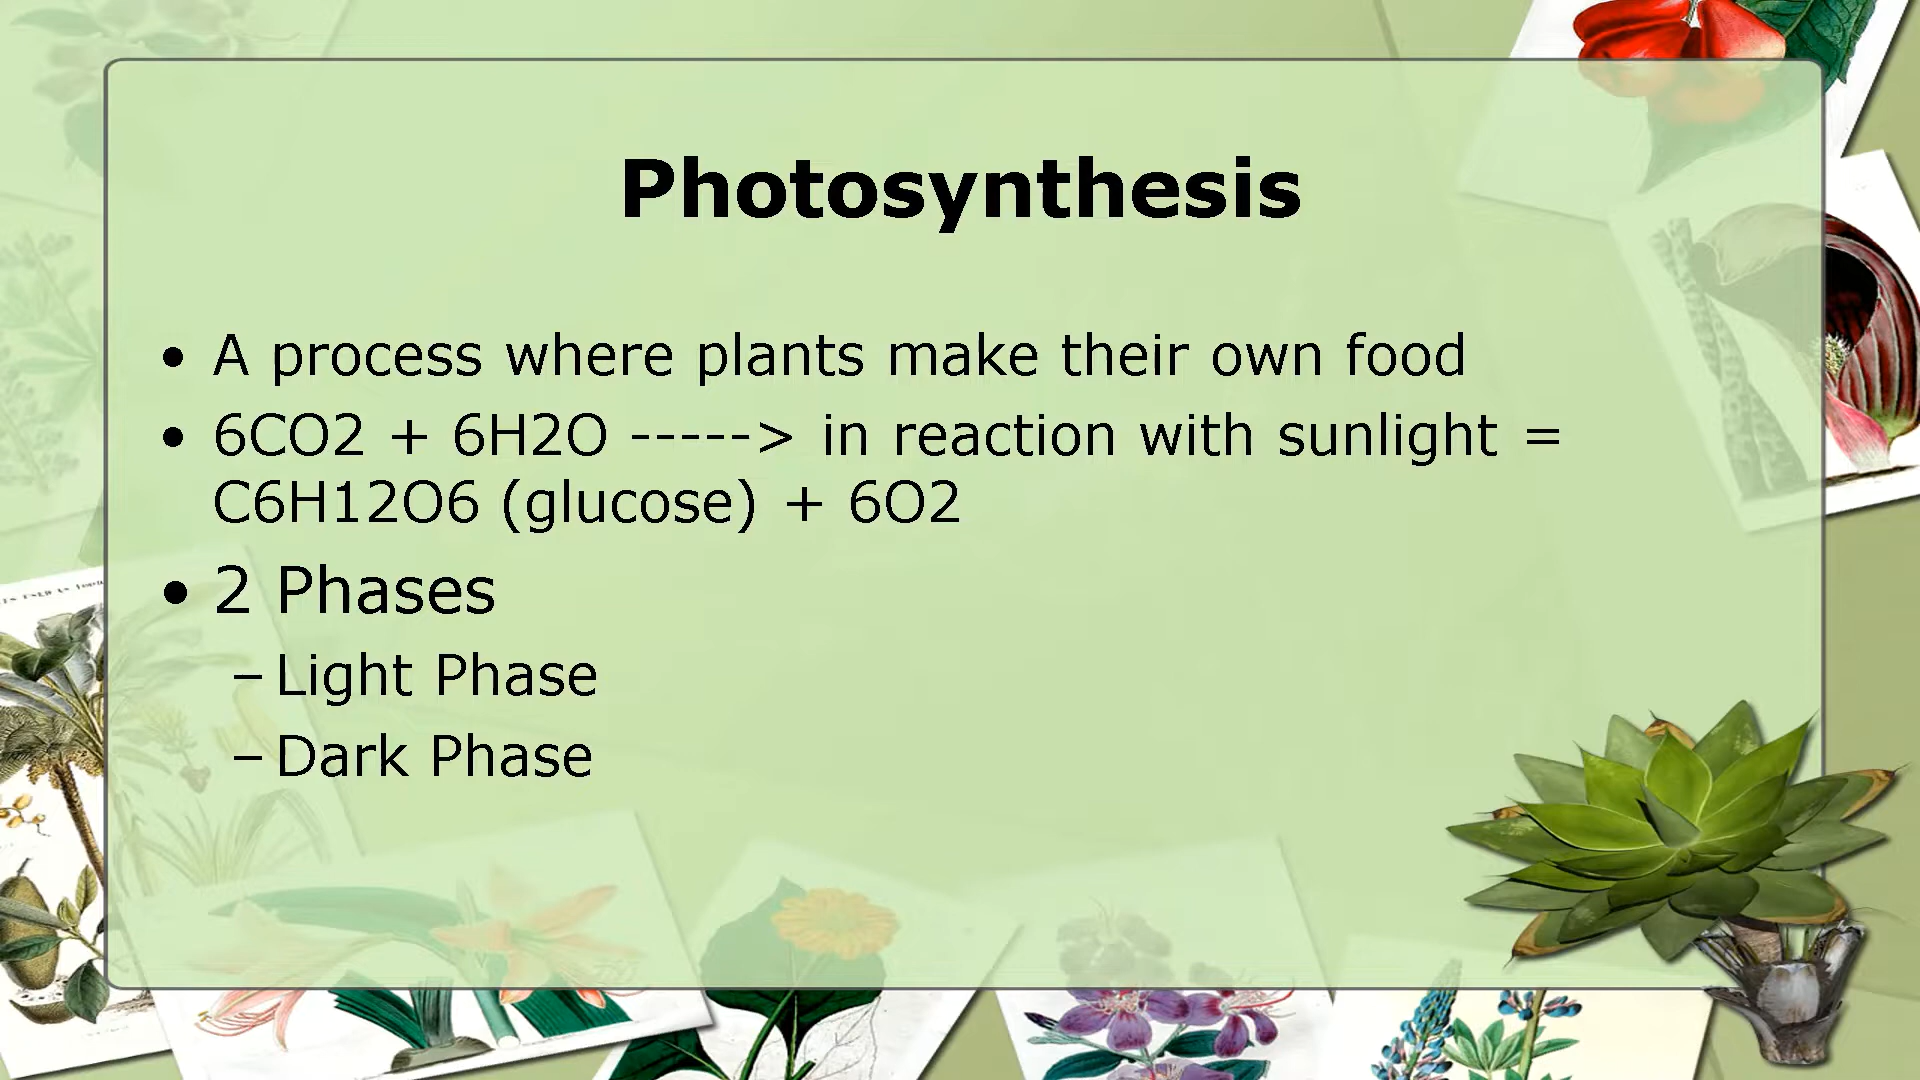 Photosynthesis
• A process where plants make their own food
• 6CO2 + 6H2O -----> in reaction with sunlight =
C6H12O6 (glucose) + 6O2
• 2 Phases
– Light Phase
– Dark Phase